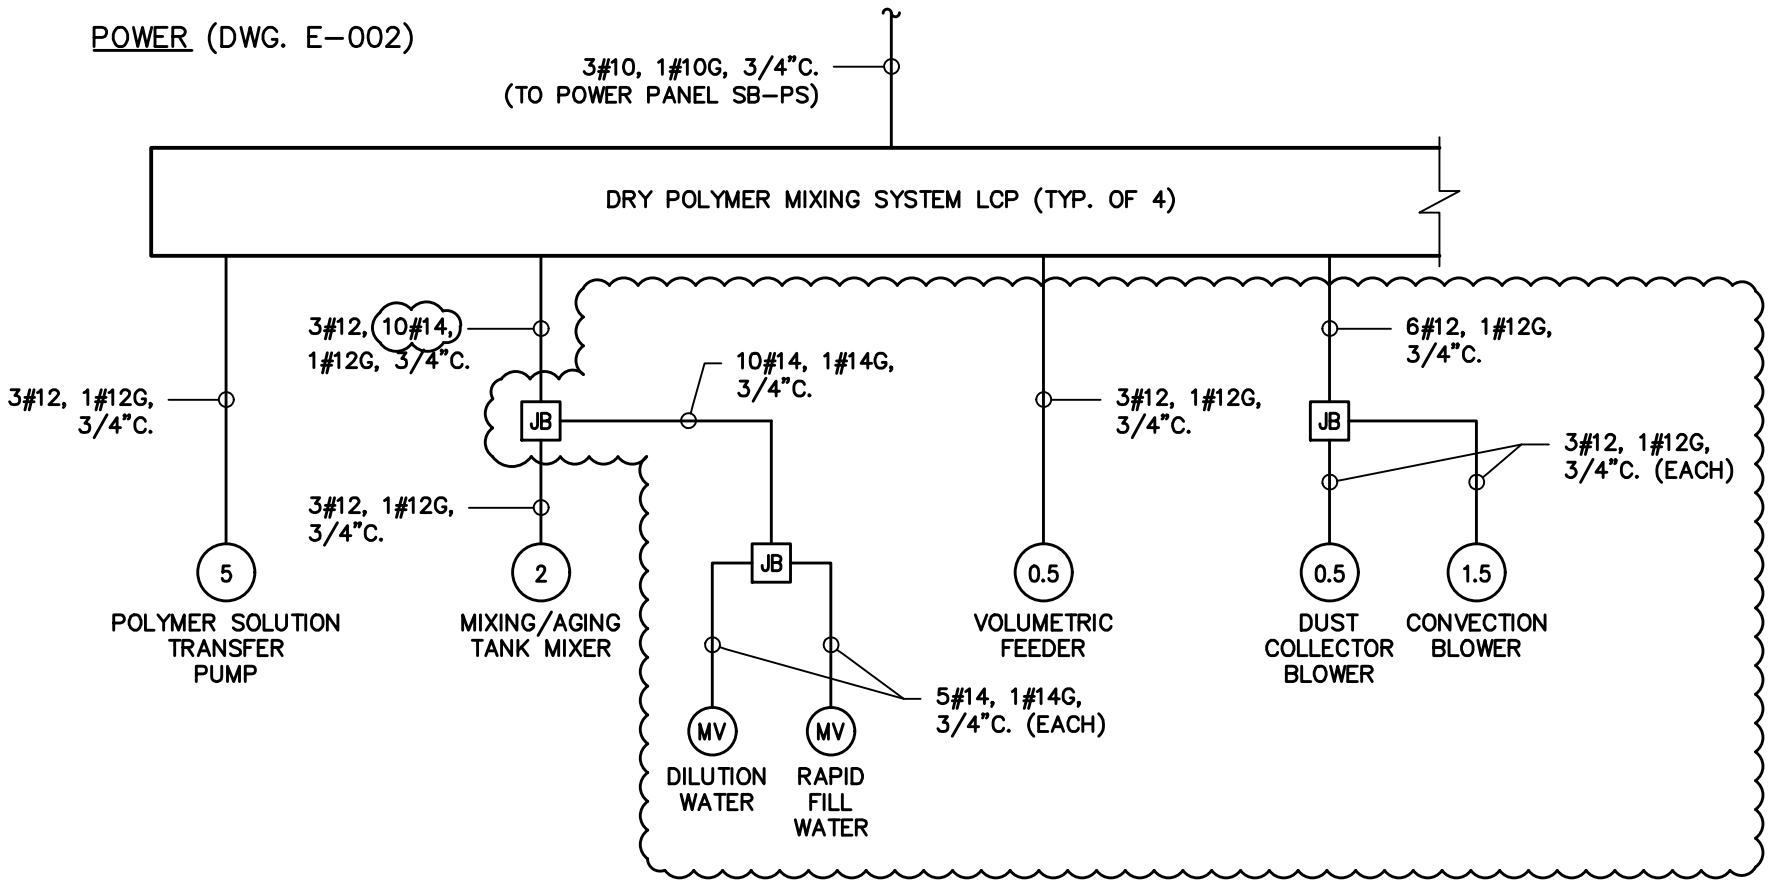 POWER (DWG. E-002)
3#10, 1#10G, 3/4"C.
(TO POWER PANEL SB-PS)
DRY POLYMER MIXING SYSTEM LCP (TYP. OF 4)
3#12, 10#14,
1#12G, 3/4"C.
6#12, 1#12G,
3/4"C.
10#14, 1#14G,
3/4"C.
3#12, 1#12G,
3/4"C.
3#12, 1#12G,
3/4"C.
JB
JB
3#12, 1#12G,
3/4"C. (EACH)
3#12, 1#12G,
3/4"C.
JB
5
2
0.5
0.5
1.5
POLYMER SOLUTION
TRANSFER
PUMP
MIXING/AGING
TANK MIXER
VOLUMETRIC
FEEDER
DUST
COLLECTOR
BLOWER
CONVECTION
BLOWER
5#14, 1#14G,
3/4"C. (EACH)
MV
MV
DILUTION
WATER
RAPID
FILL
WATER